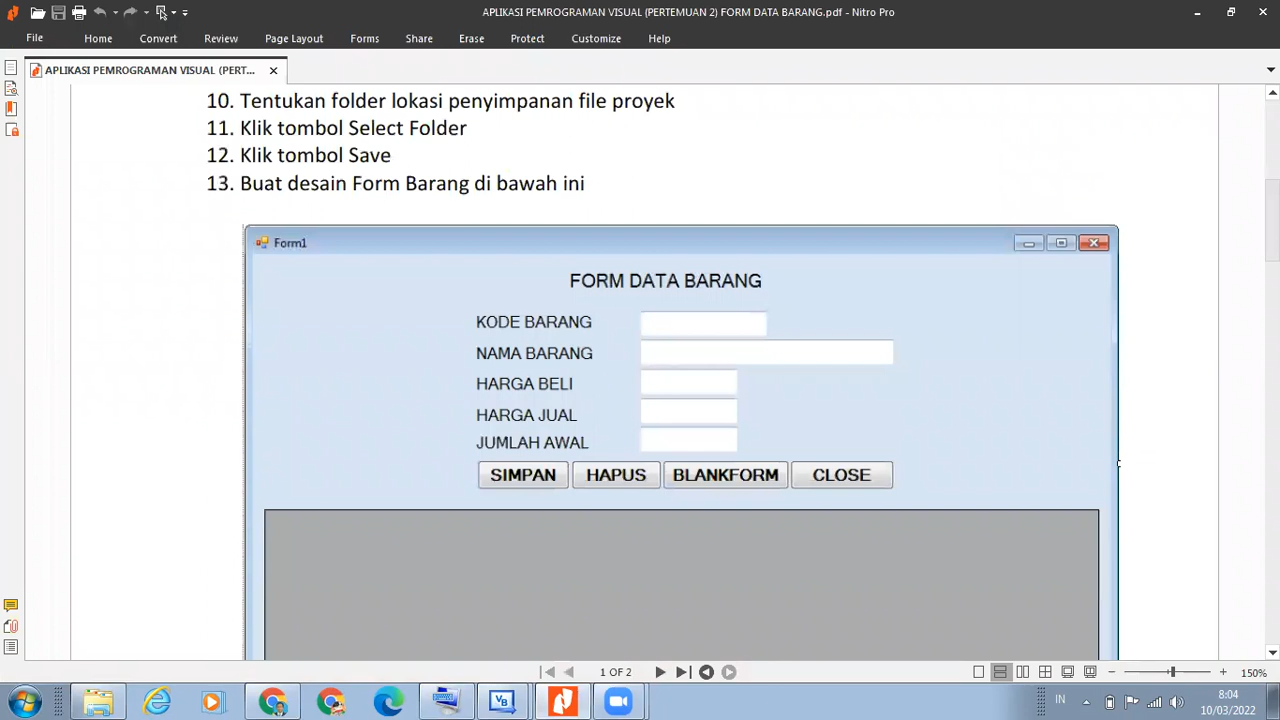 APLIKASI PEMROGRAMAN VISUAL (PERTEMUAN 2) FORM DATA BARANG.pdf - Nitro Pro
File Home Convert Review Page Layout Forms Share Erase Protect Customize Help
APLIKASI PEMROGRAMAN VISUAL (PERT...
10. Tentukan folder lokasi penyimpanan file proyek
11. Klik tombol Select Folder
12. Klik tombol Save
13. Buat desain Form Barang di bawah ini
Form1
FORM DATA BARANG
KODE BARANG
NAMA BARANG
HARGA BELI
HARGA JUAL
JUMLAH AWAL
SIMPAN HAPUS BLANKFORM CLOSE
1 OF 2
150%
VB
IN
8:04
10/03/2022